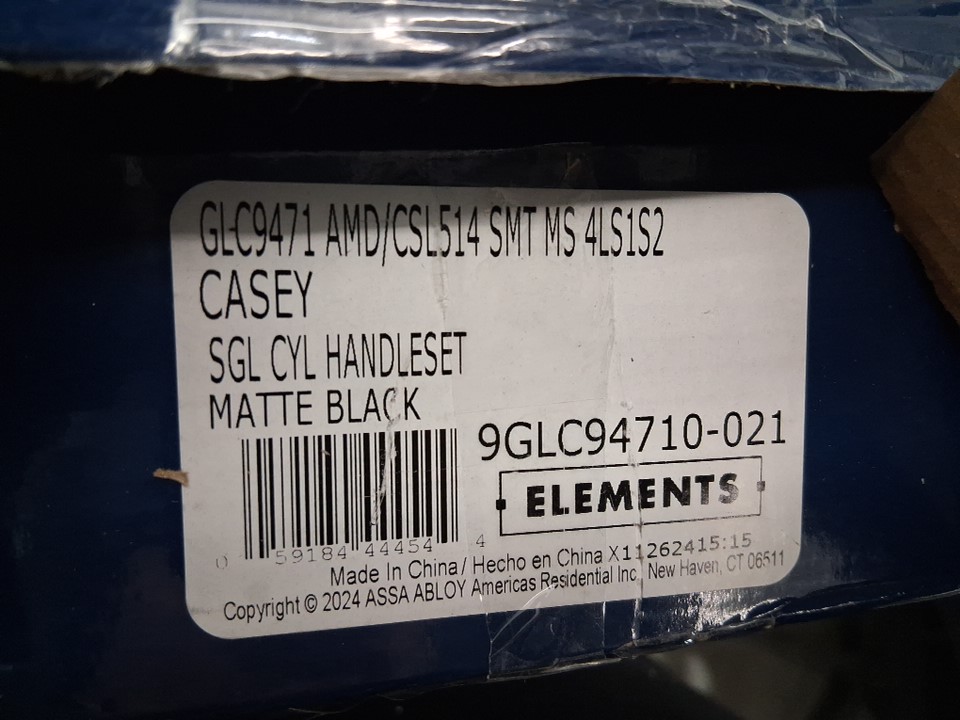 GLC9471 AMD/CSL514 SMT MS 4LS1S2
CASEY
SGL CYL HANDLESET
MATTE BLACK
9GLC94710-021
ELEMENTS
0 59184 44454 4
Made In China/ Hecho en China X11262415:15
Copyright © 2024 ASSA ABLOY Americas Residential Inc, New Haven, CT 06511